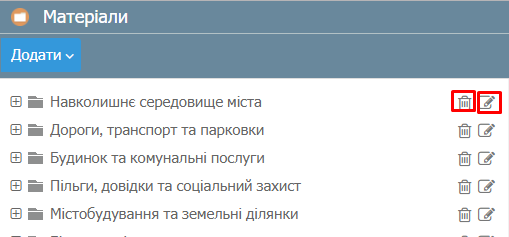 Матеріали
Додати
Навколишнє середовище міста
Дороги, транспорт та парковки
Будинок та комунальні послуги
Пільги, довідки та соціальний захист
Містобудування та земельні ділянки